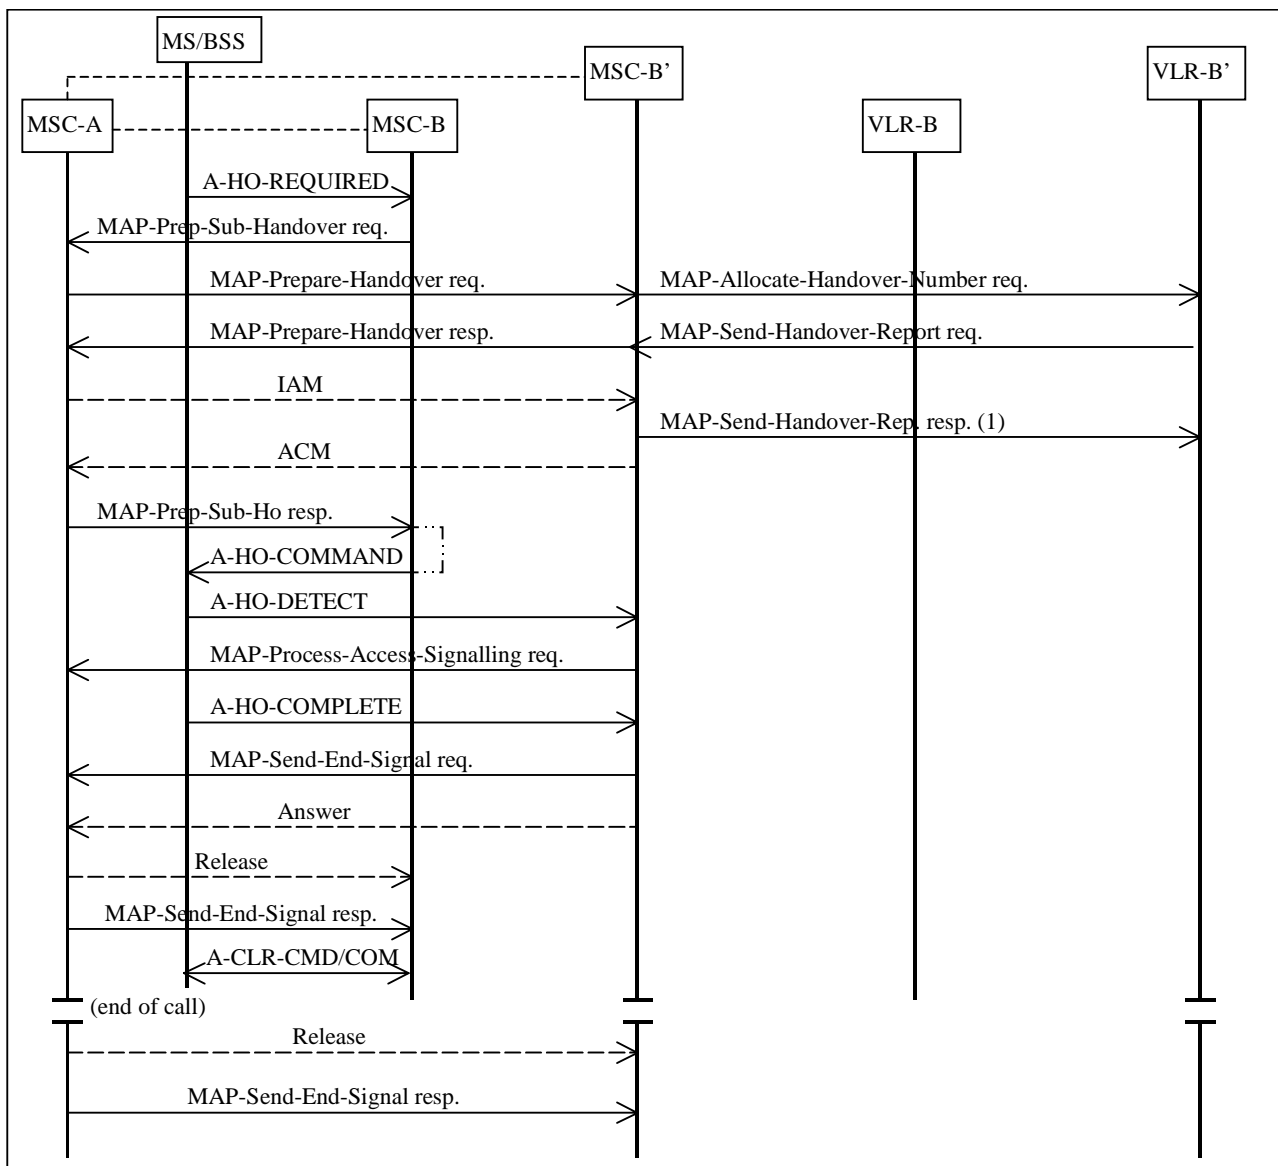 MS/BSS
MSC-B’
VLR-B’
MSC-A
MSC-B
VLR-B
A-HO-REQUIRED
MAP-Prep-Sub-Handover req.
MAP-Prepare-Handover req.
MAP-Allocate-Handover-Number req.
MAP-Prepare-Handover resp.
MAP-Send-Handover-Report req.
IAM
MAP-Send-Handover-Rep. resp. (1)
ACM
MAP-Prep-Sub-Ho resp.
A-HO-COMMAND
A-HO-DETECT
MAP-Process-Access-Signalling req.
A-HO-COMPLETE
MAP-Send-End-Signal req.
Answer
Release
MAP-Send-End-Signal resp.
A-CLR-CMD/COM
(end of call)
Release
MAP-Send-End-Signal resp.